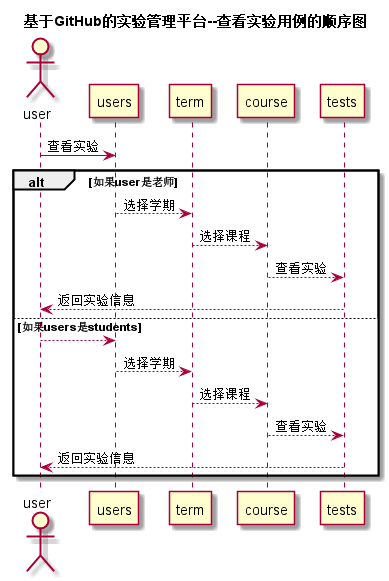 基于GitHub的实验管理平台--查看实验用例的顺序图
user
users
term
course
tests
查看实验
alt
[如果user是老师]
选择学期
选择课程
查看实验
返回实验信息
[如果users是students]
选择学期
选择课程
查看实验
返回实验信息
user
users
term
course
tests